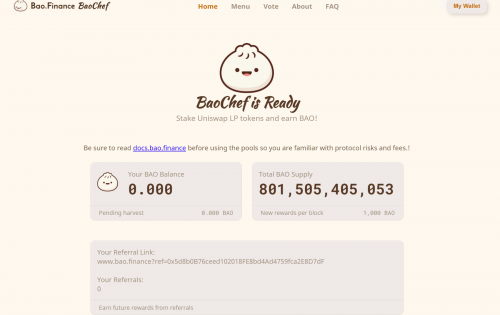 Bao.Finance BaoChef
Home Menu Vote About FAQ
My Wallet
BaoChef is Ready
Stake Uniswap LP tokens and earn BAO!
Be sure to read docs.bao.finance before using the pools so you are familiar with protocol risks and fees.!
Your BAO Balance
0.000
Pending harvest 0.000 BAO
Total BAO Supply
801,505,405,053
New rewards per block 1,000 BAO
Your Referral Link:
www.bao.finance?ref=0x5d8b0B76ceed102018FE8bd4Ad4759fca2E8D7dF
Your Referrals:
0
Earn future rewards from referrals